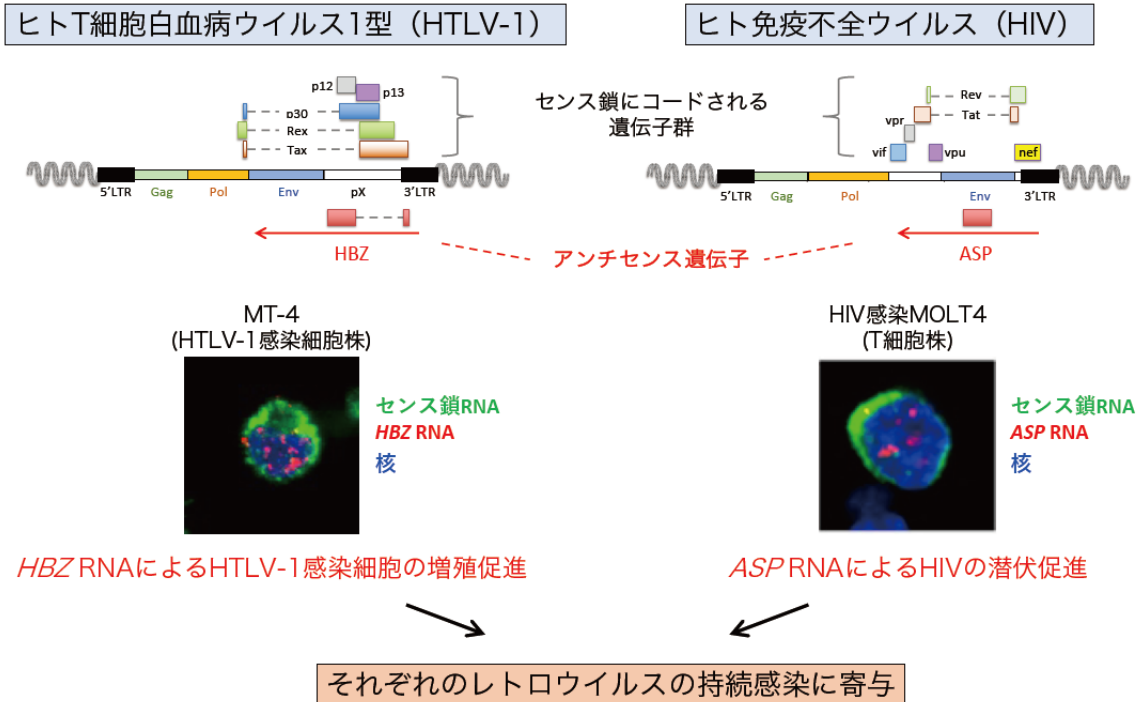 ヒトT細胞白血病ウイルス1型（HTLV-1）
ヒト免疫不全ウイルス（HIV）
p12
p13
p30
Rex
Tax
センス鎖にコードされる
遺伝子群
Rev
Tat
vpr
vif
vpu
nef
5'LTR
Gag
Pol
Env
pX
3'LTR
5'LTR
Gag
Pol
Env
3'LTR
HBZ
アンチセンス遺伝子
ASP
MT-4
(HTLV-1感染細胞株)
センス鎖RNA
HBZ RNA
核
HIV感染MOLT4
(T細胞株)
センス鎖RNA
ASP RNA
核
HBZ RNAによるHTLV-1感染細胞の増殖促進
ASP RNAによるHIVの潜伏促進
それぞれのレトロウイルスの持続感染に寄与